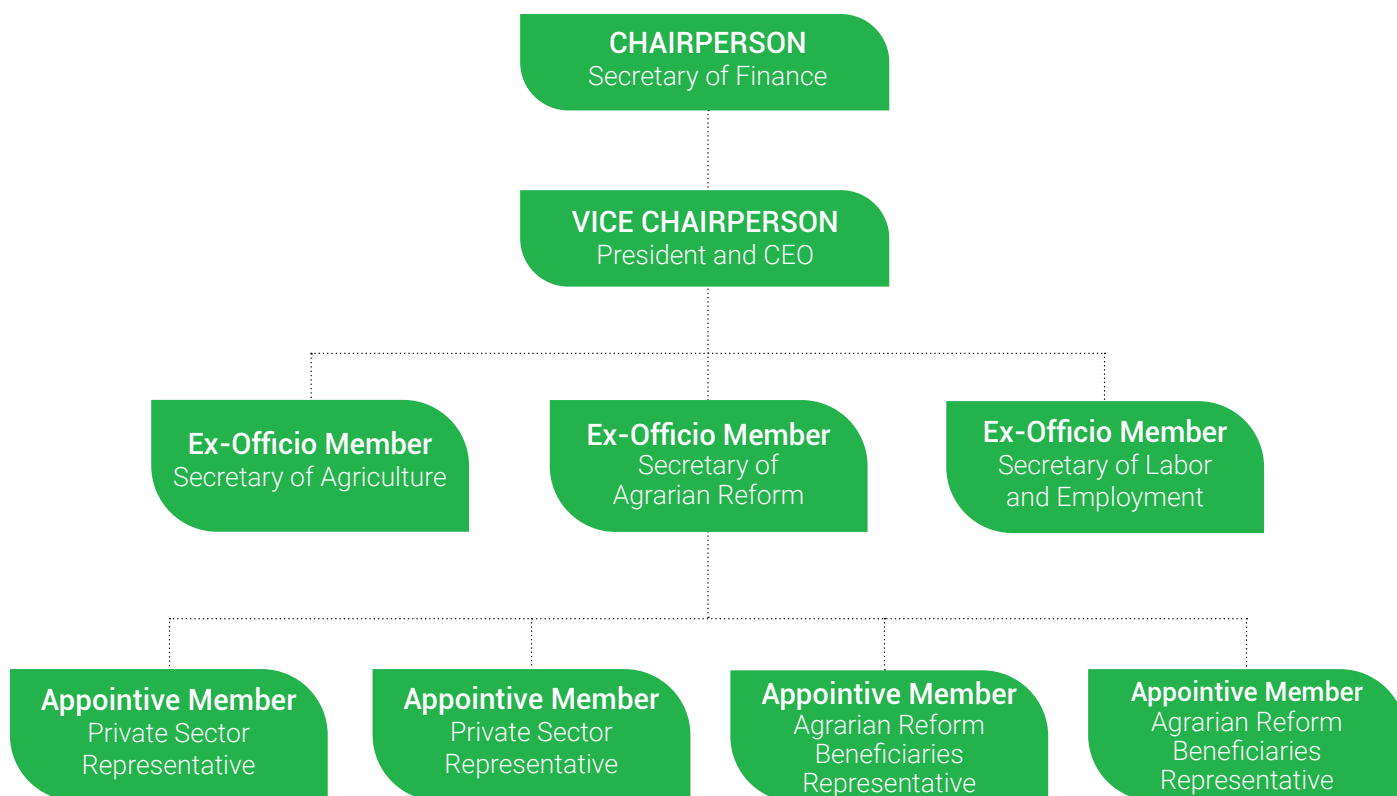 CHAIRPERSON
Secretary of Finance
VICE CHAIRPERSON
President and CEO
Ex-Officio Member
Secretary of Agriculture
Ex-Officio Member
Secretary of
Agrarian Reform
Ex-Officio Member
Secretary of Labor
and Employment
Appointive Member
Private Sector
Representative
Appointive Member
Private Sector
Representative
Appointive Member
Agrarian Reform
Beneficiaries
Representative
Appointive Member
Agrarian Reform
Beneficiaries
Representative